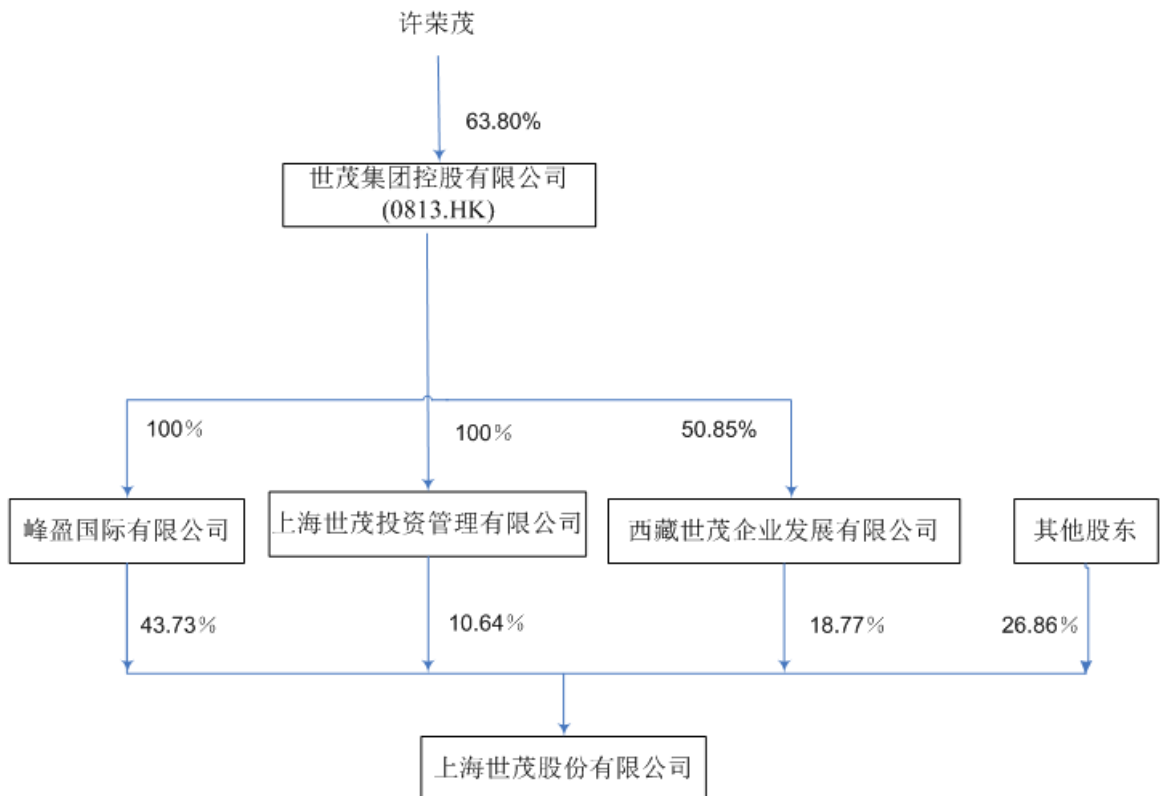 许荣茂
63.80%
世茂集团控股有限公司
(0813.HK)
100%
100%
50.85%
峰盈国际有限公司
上海世茂投资管理有限公司
西藏世茂企业发展有限公司
其他股东
43.73%
10.64%
18.77%
26.86%
上海世茂股份有限公司